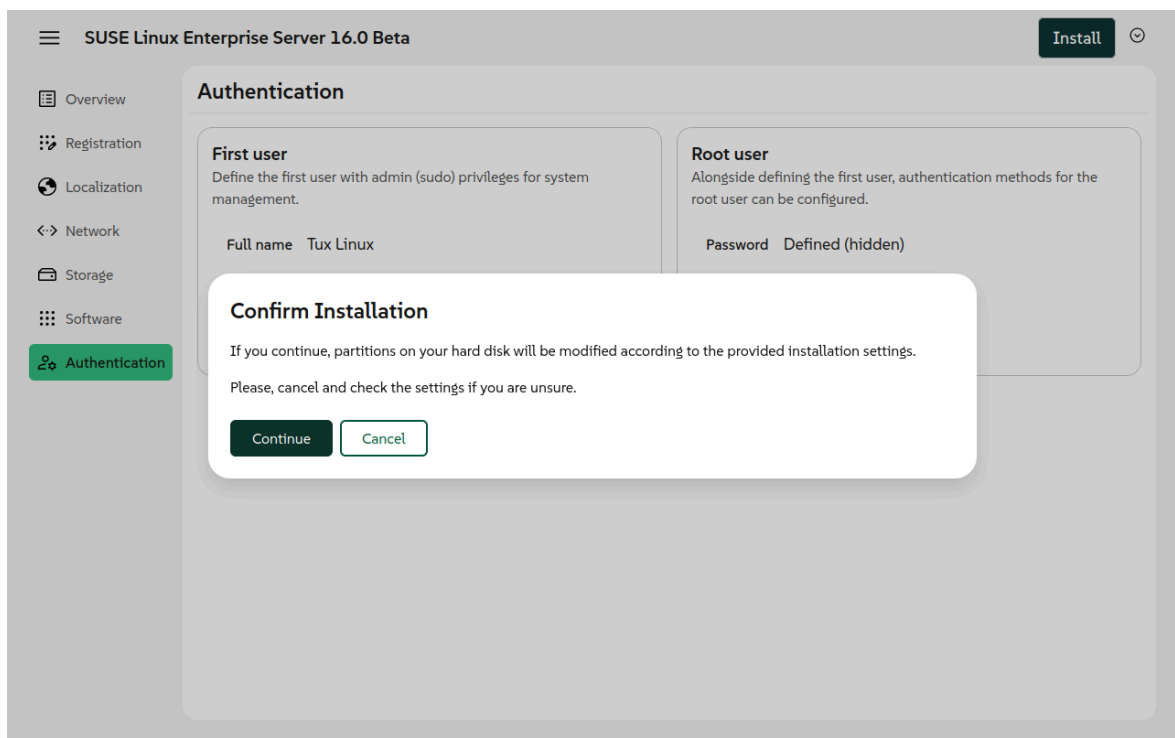 SUSE Linux Enterprise Server 16.0 Beta
Install
Overview
Registration
Localization
Network
Storage
Software
Authentication
Authentication
First user
Define the first user with admin (sudo) privileges for system
management.
Full name Tux Linux
Root user
Alongside defining the first user, authentication methods for the
root user can be configured.
Password Defined (hidden)
Confirm Installation
If you continue, partitions on your hard disk will be modified according to the provided installation settings.
Please, cancel and check the settings if you are unsure.
Continue
Cancel